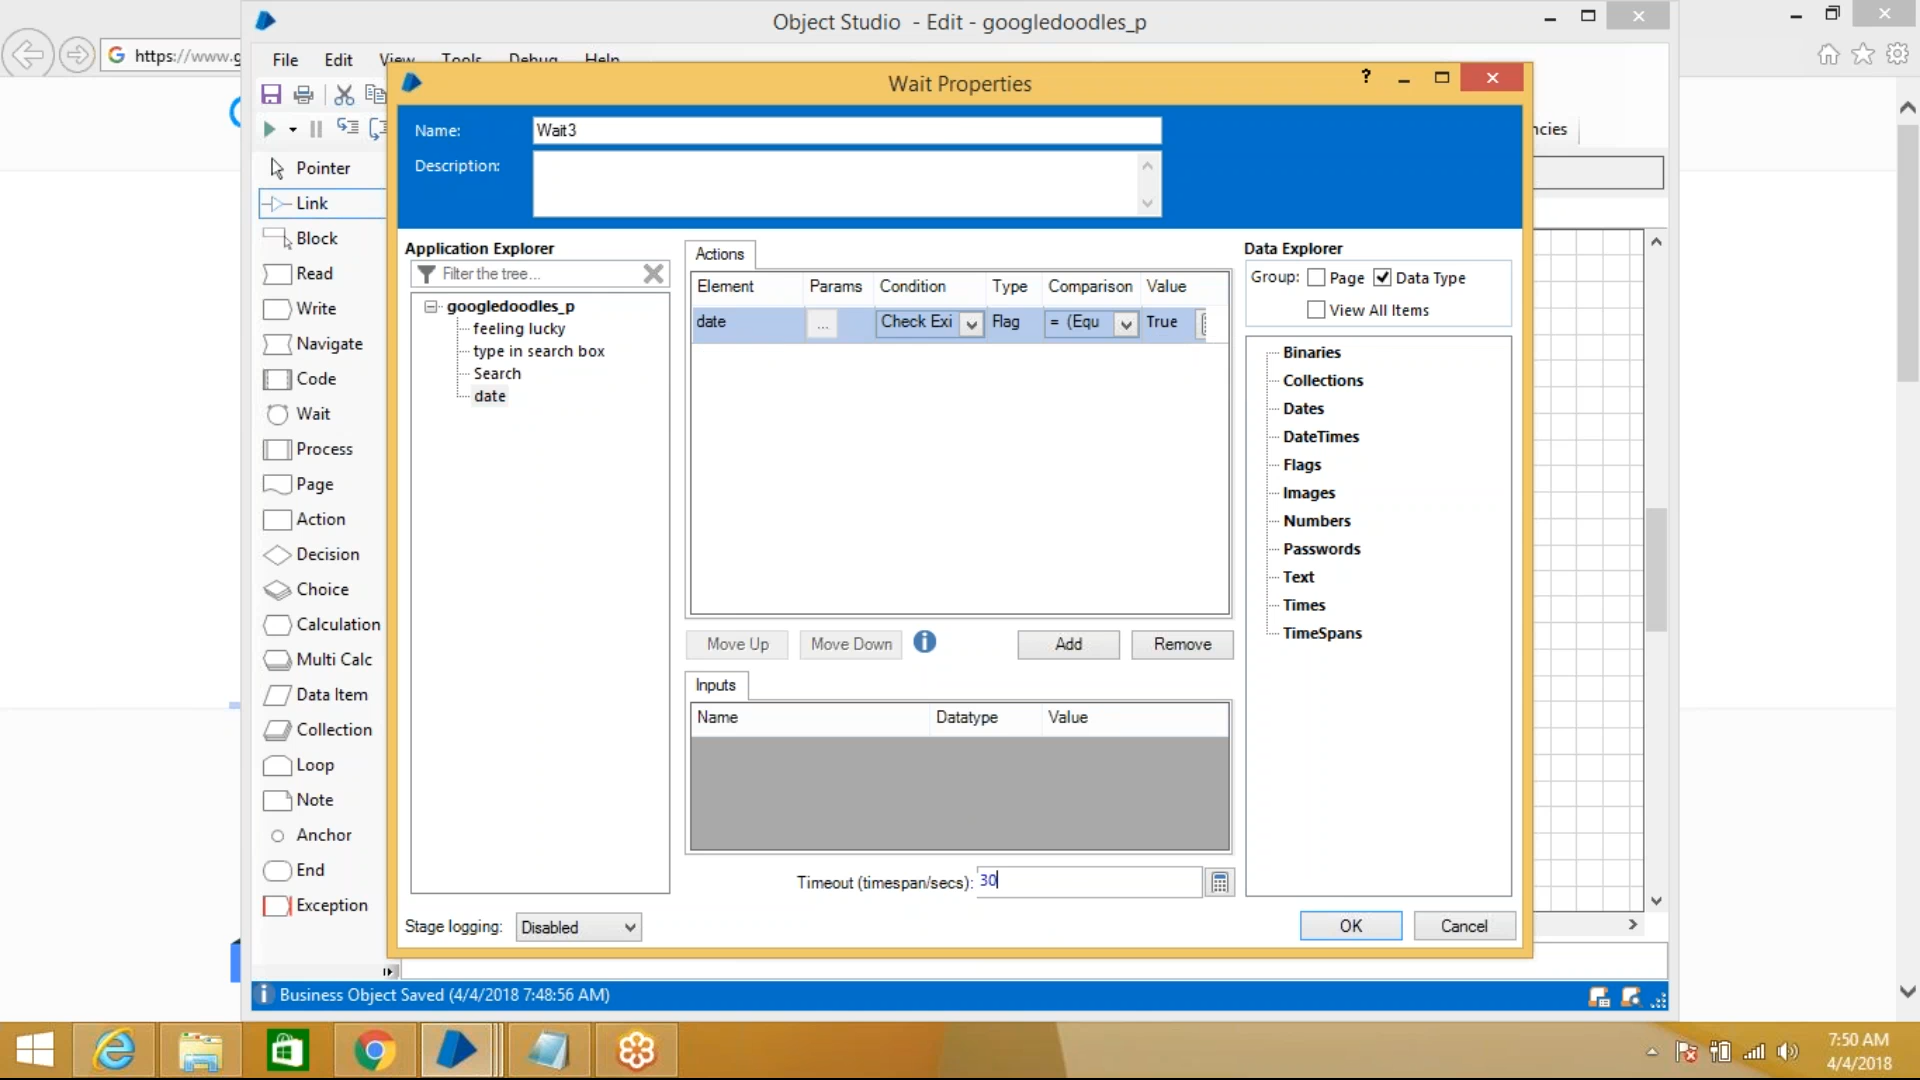 Object Studio - Edit - googledoodles_p
https://www.g
File Edit View Tools Debug Help
Wait Properties
?
Name:
Wait3
Description:
ncies
Pointer
Link
Block
Read
Write
Navigate
Code
Wait
Process
Page
Action
Decision
Choice
Calculation
Multi Calc
Data Item
Collection
Loop
Note
Anchor
End
Exception
Application Explorer
Filter the tree...
googledoodles_p
feeling lucky
type in search box
Search
date
Actions
Element Params Condition Type Comparison Value
date ... Check Exi Flag = (Equ True
Move Up Move Down Add Remove
Inputs
Name Datatype Value
Timeout (timespan/secs): 30
Data Explorer
Group: Page Data Type
View All Items
Binaries
Collections
Dates
DateTimes
Flags
Images
Numbers
Passwords
Text
Times
TimeSpans
Stage logging: Disabled
OK Cancel
Business Object Saved (4/4/2018 7:48:56 AM)
7:50 AM
4/4/2018